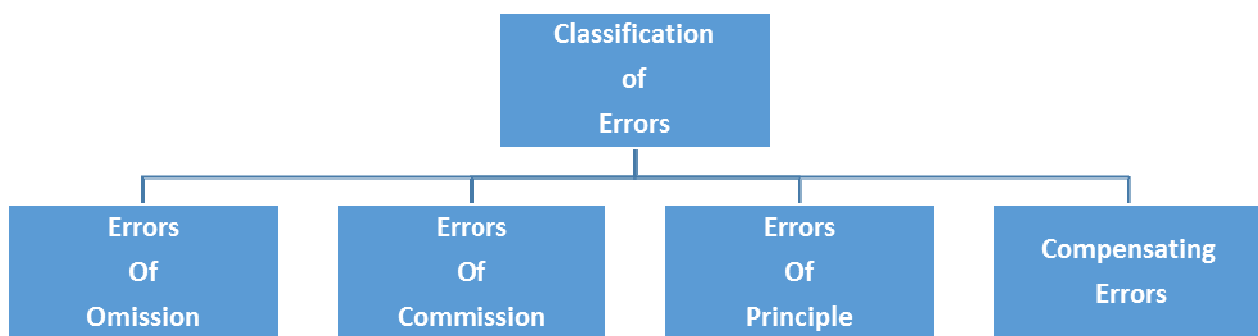 Classification
of
Errors
Errors
Of
Omission
Errors
Of
Commission
Errors
Of
Principle
Compensating
Errors